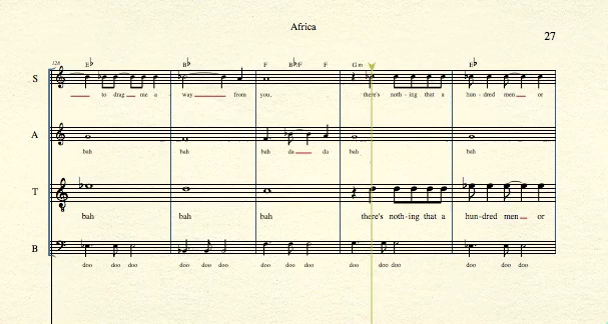 Africa
27
126
E♭ B♭ F B♭/F Gm E♭
S
to drag me a way from you, there's noth - ing that a hun - dred men or
A
bah bah bah da da bah bah
T
bah bah bah there's noth - ing that a hun - dred men or
B
doo doo doo doo doo doo doo doo doo doo doo doo doo doo doo